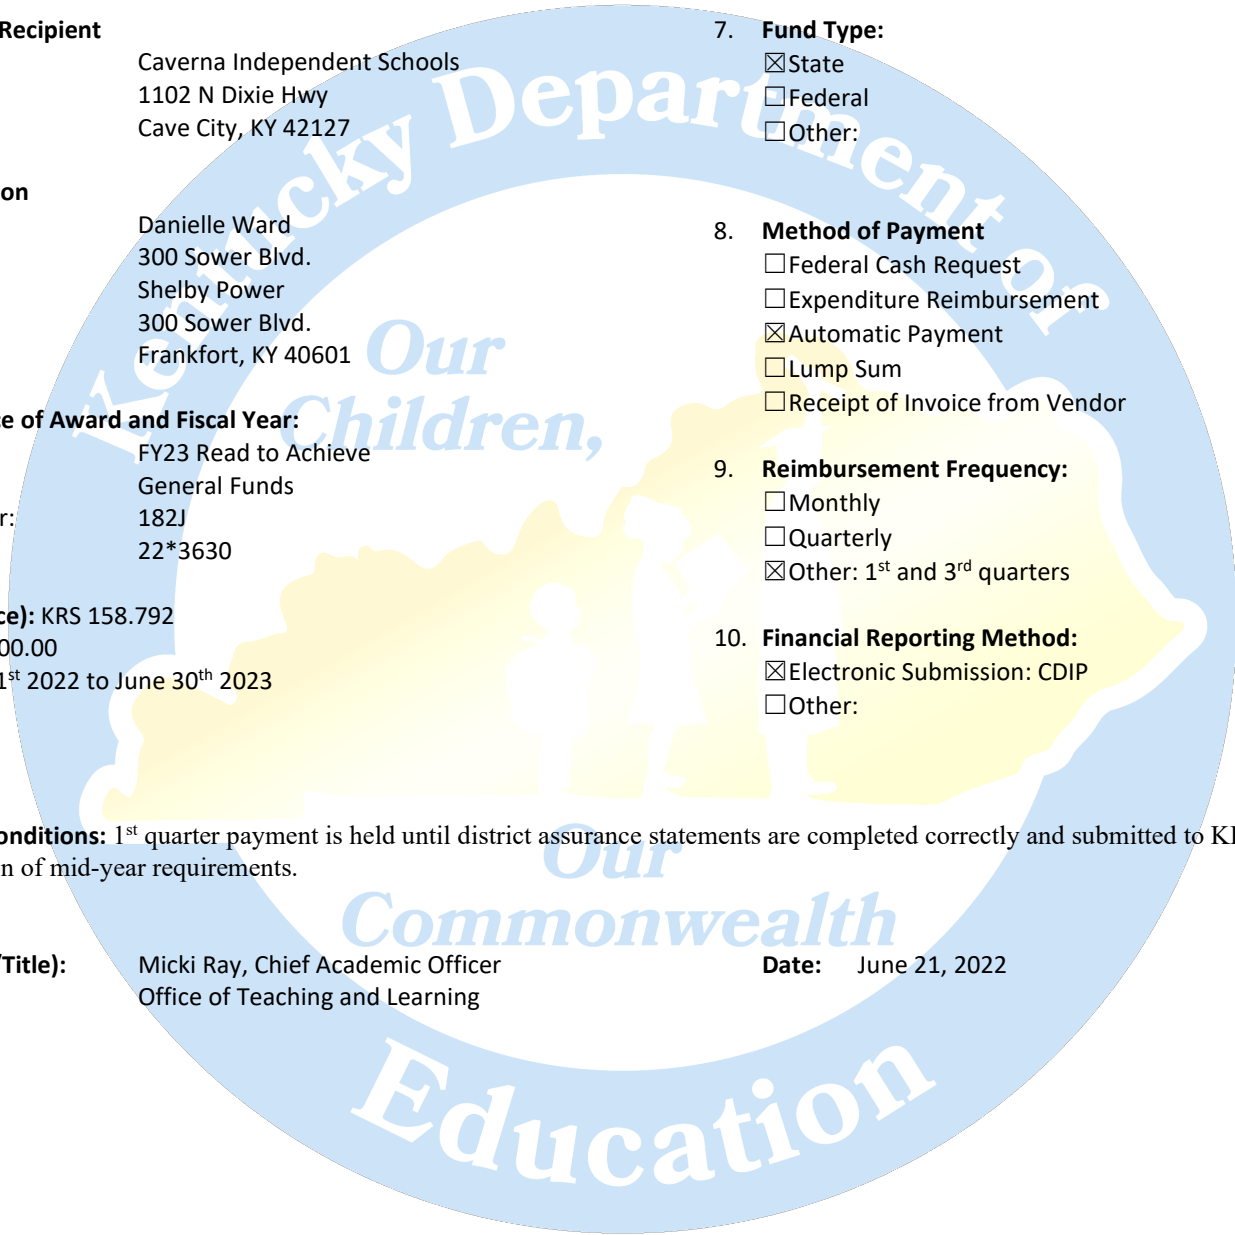 Recipient
Caverna Independent Schools
1102 N Dixie Hwy
Cave City, KY 42127
on
Danielle Ward
300 Sower Blvd.
Shelby Power
300 Sower Blvd.
Frankfort, KY 40601
e of Award and Fiscal Year:
FY23 Read to Achieve
General Funds
r: 182J
22*3630
ce): KRS 158.792
00.00
1st 2022 to June 30th 2023
7. Fund Type:
☒State
☐Federal
☐Other:
8. Method of Payment
☐Federal Cash Request
☐Expenditure Reimbursement
☒Automatic Payment
☐Lump Sum
☐Receipt of Invoice from Vendor
9. Reimbursement Frequency:
☐Monthly
☐Quarterly
☒Other: 1st and 3rd quarters
10. Financial Reporting Method:
☒Electronic Submission: CDIP
☐Other:
onditions: 1st quarter payment is held until district assurance statements are completed correctly and submitted to
n of mid-year requirements.
/Title): Micki Ray, Chief Academic Officer Date: June 21, 2022
Office of Teaching and Learning
Kentucky Department of
Our
Children,
Our
Commonwealth
Education